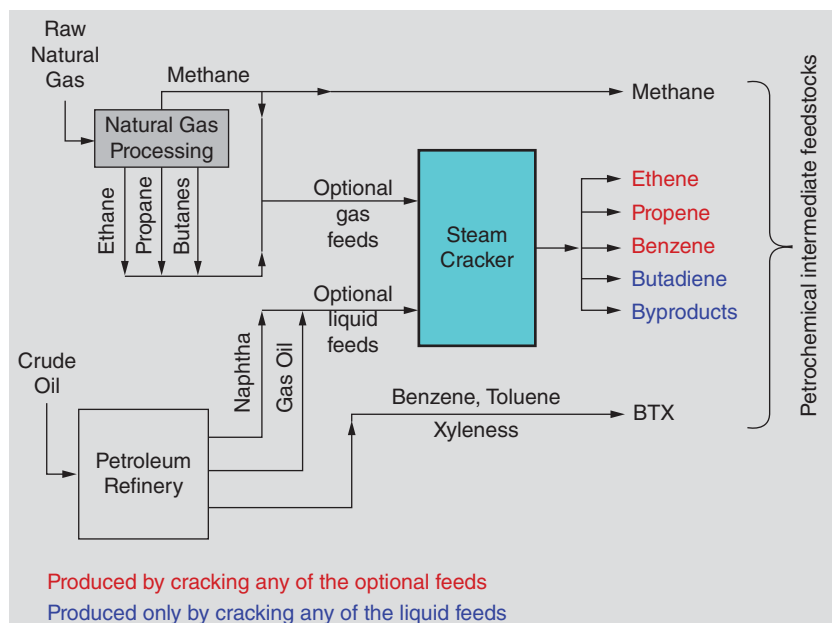 Raw
Natural
Gas
Methane
Methane
Natural Gas
Processing
Ethane
Propane
Butanes
Optional
gas
feeds
Steam
Cracker
Ethene
Propene
Benzene
Butadiene
Byproducts
Petrochemical intermediate feedstocks
Optional
liquid
feeds
Naphtha
Gas Oil
Crude
Oil
Petroleum
Refinery
Benzene, Toluene
Xyleness
BTX
Produced by cracking any of the optional feeds
Produced only by cracking any of the liquid feeds